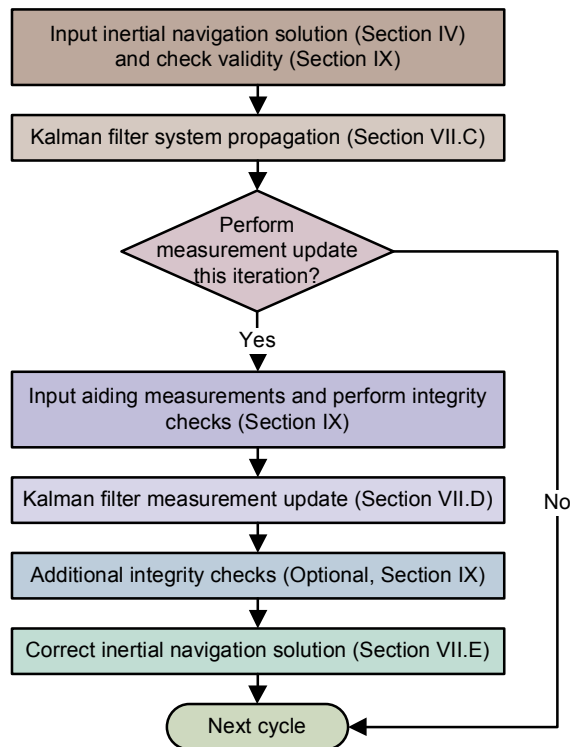 Input inertial navigation solution (Section IV)
and check validity (Section IX)
Kalman filter system propagation (Section VII.C)
Perform
measurement update
this iteration?
Yes
Input aiding measurements and perform integrity
checks (Section IX)
Kalman filter measurement update (Section VII.D)
No
Additional integrity checks (Optional, Section IX)
Correct inertial navigation solution (Section VII.E)
Next cycle